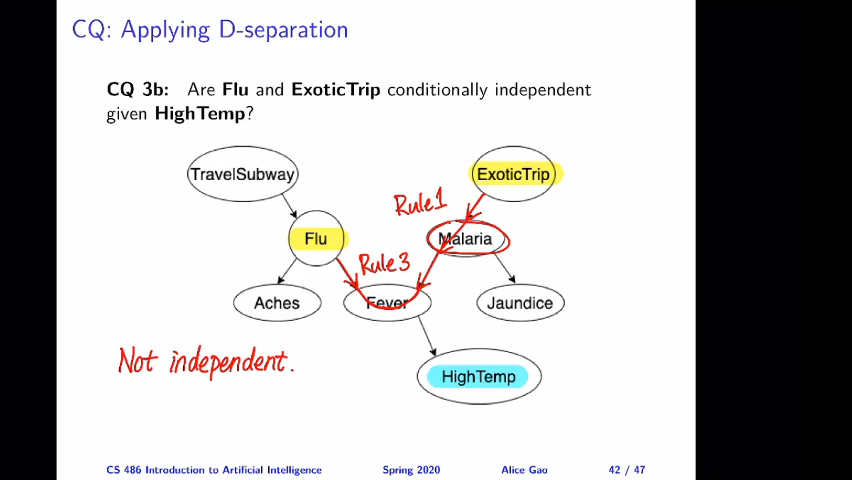 CQ: Applying D-separation
CQ 3b: Are Flu and ExoticTrip conditionally independent
given HighTemp?
TravelSubway
ExoticTrip
Rule1
Flu
Malaria
Rule3
Aches
Fever
Jaundice
Not independent.
HighTemp
CS 486 Introduction to Artificial Intelligence Spring 2020 Alice Gao 42 / 47